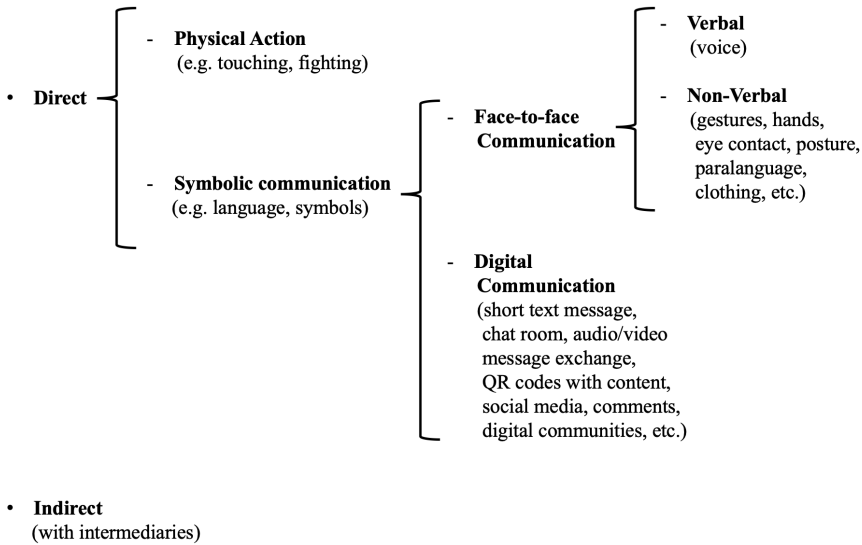 • Direct
- Physical Action
(e.g. touching, fighting)
- Symbolic communication
(e.g. language, symbols)
- Face-to-face
Communication
- Verbal
(voice)
- Non-Verbal
(gestures, hands,
eye contact, posture,
paralanguage,
clothing, etc.)
- Digital
Communication
(short text message,
chat room, audio/video
message exchange,
QR codes with content,
social media, comments,
digital communities, etc.)
• Indirect
(with intermediaries)